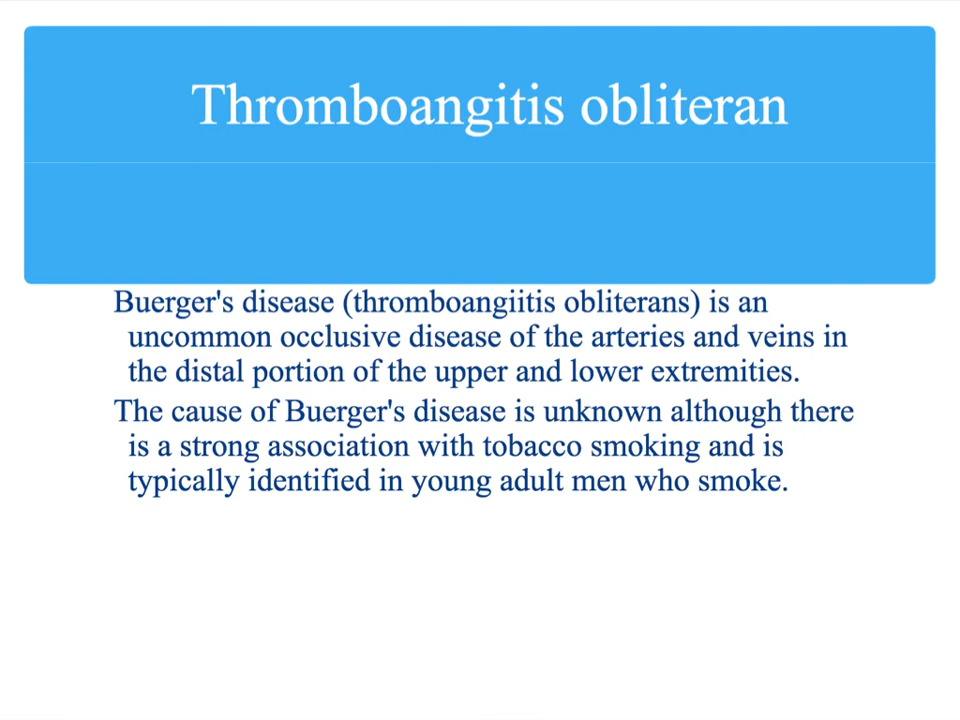 Thromboangitis obliteran
Buerger's disease (thromboangiitis obliterans) is an
uncommon occlusive disease of the arteries and veins in
the distal portion of the upper and lower extremities.
The cause of Buerger's disease is unknown although there
is a strong association with tobacco smoking and is
typically identified in young adult men who smoke.